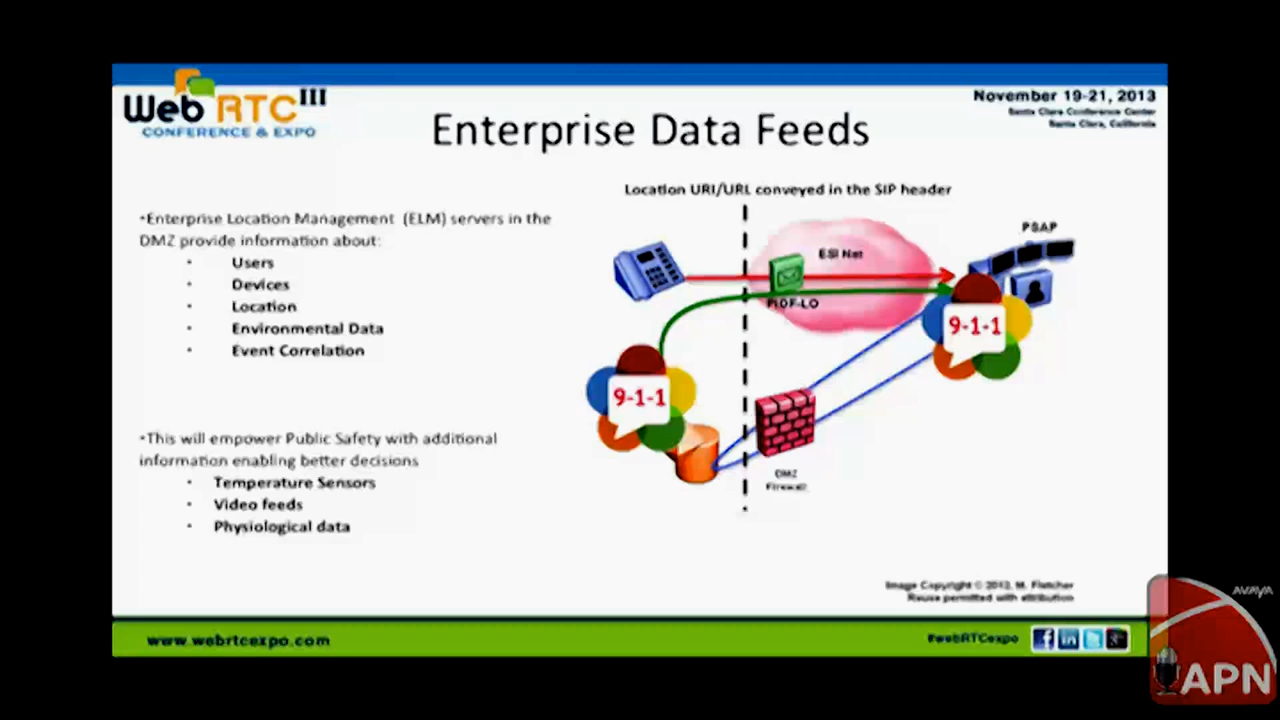 Web RTC III
CONFERENCE & EXPO
November 19-21, 2013
Santa Clara Conference Center
Santa Clara, California
Enterprise Data Feeds
Location URI/URL conveyed in the SIP header
•Enterprise Location Management (ELM) servers in the
DMZ provide information about:
• Users
• Devices
• Location
• Environmental Data
• Event Correlation
•This will empower Public Safety with additional
information enabling better decisions
• Temperature Sensors
• Video feeds
• Physiological data
ESI Net
PSAP
PIDF-LO
9-1-1
9-1-1
DMZ
Firewall
Image Copyright © 2013, M. Fletcher
Reuse permitted with attribution
www.webrtcexpo.com
#webRTCexpo
AVAYA
APN